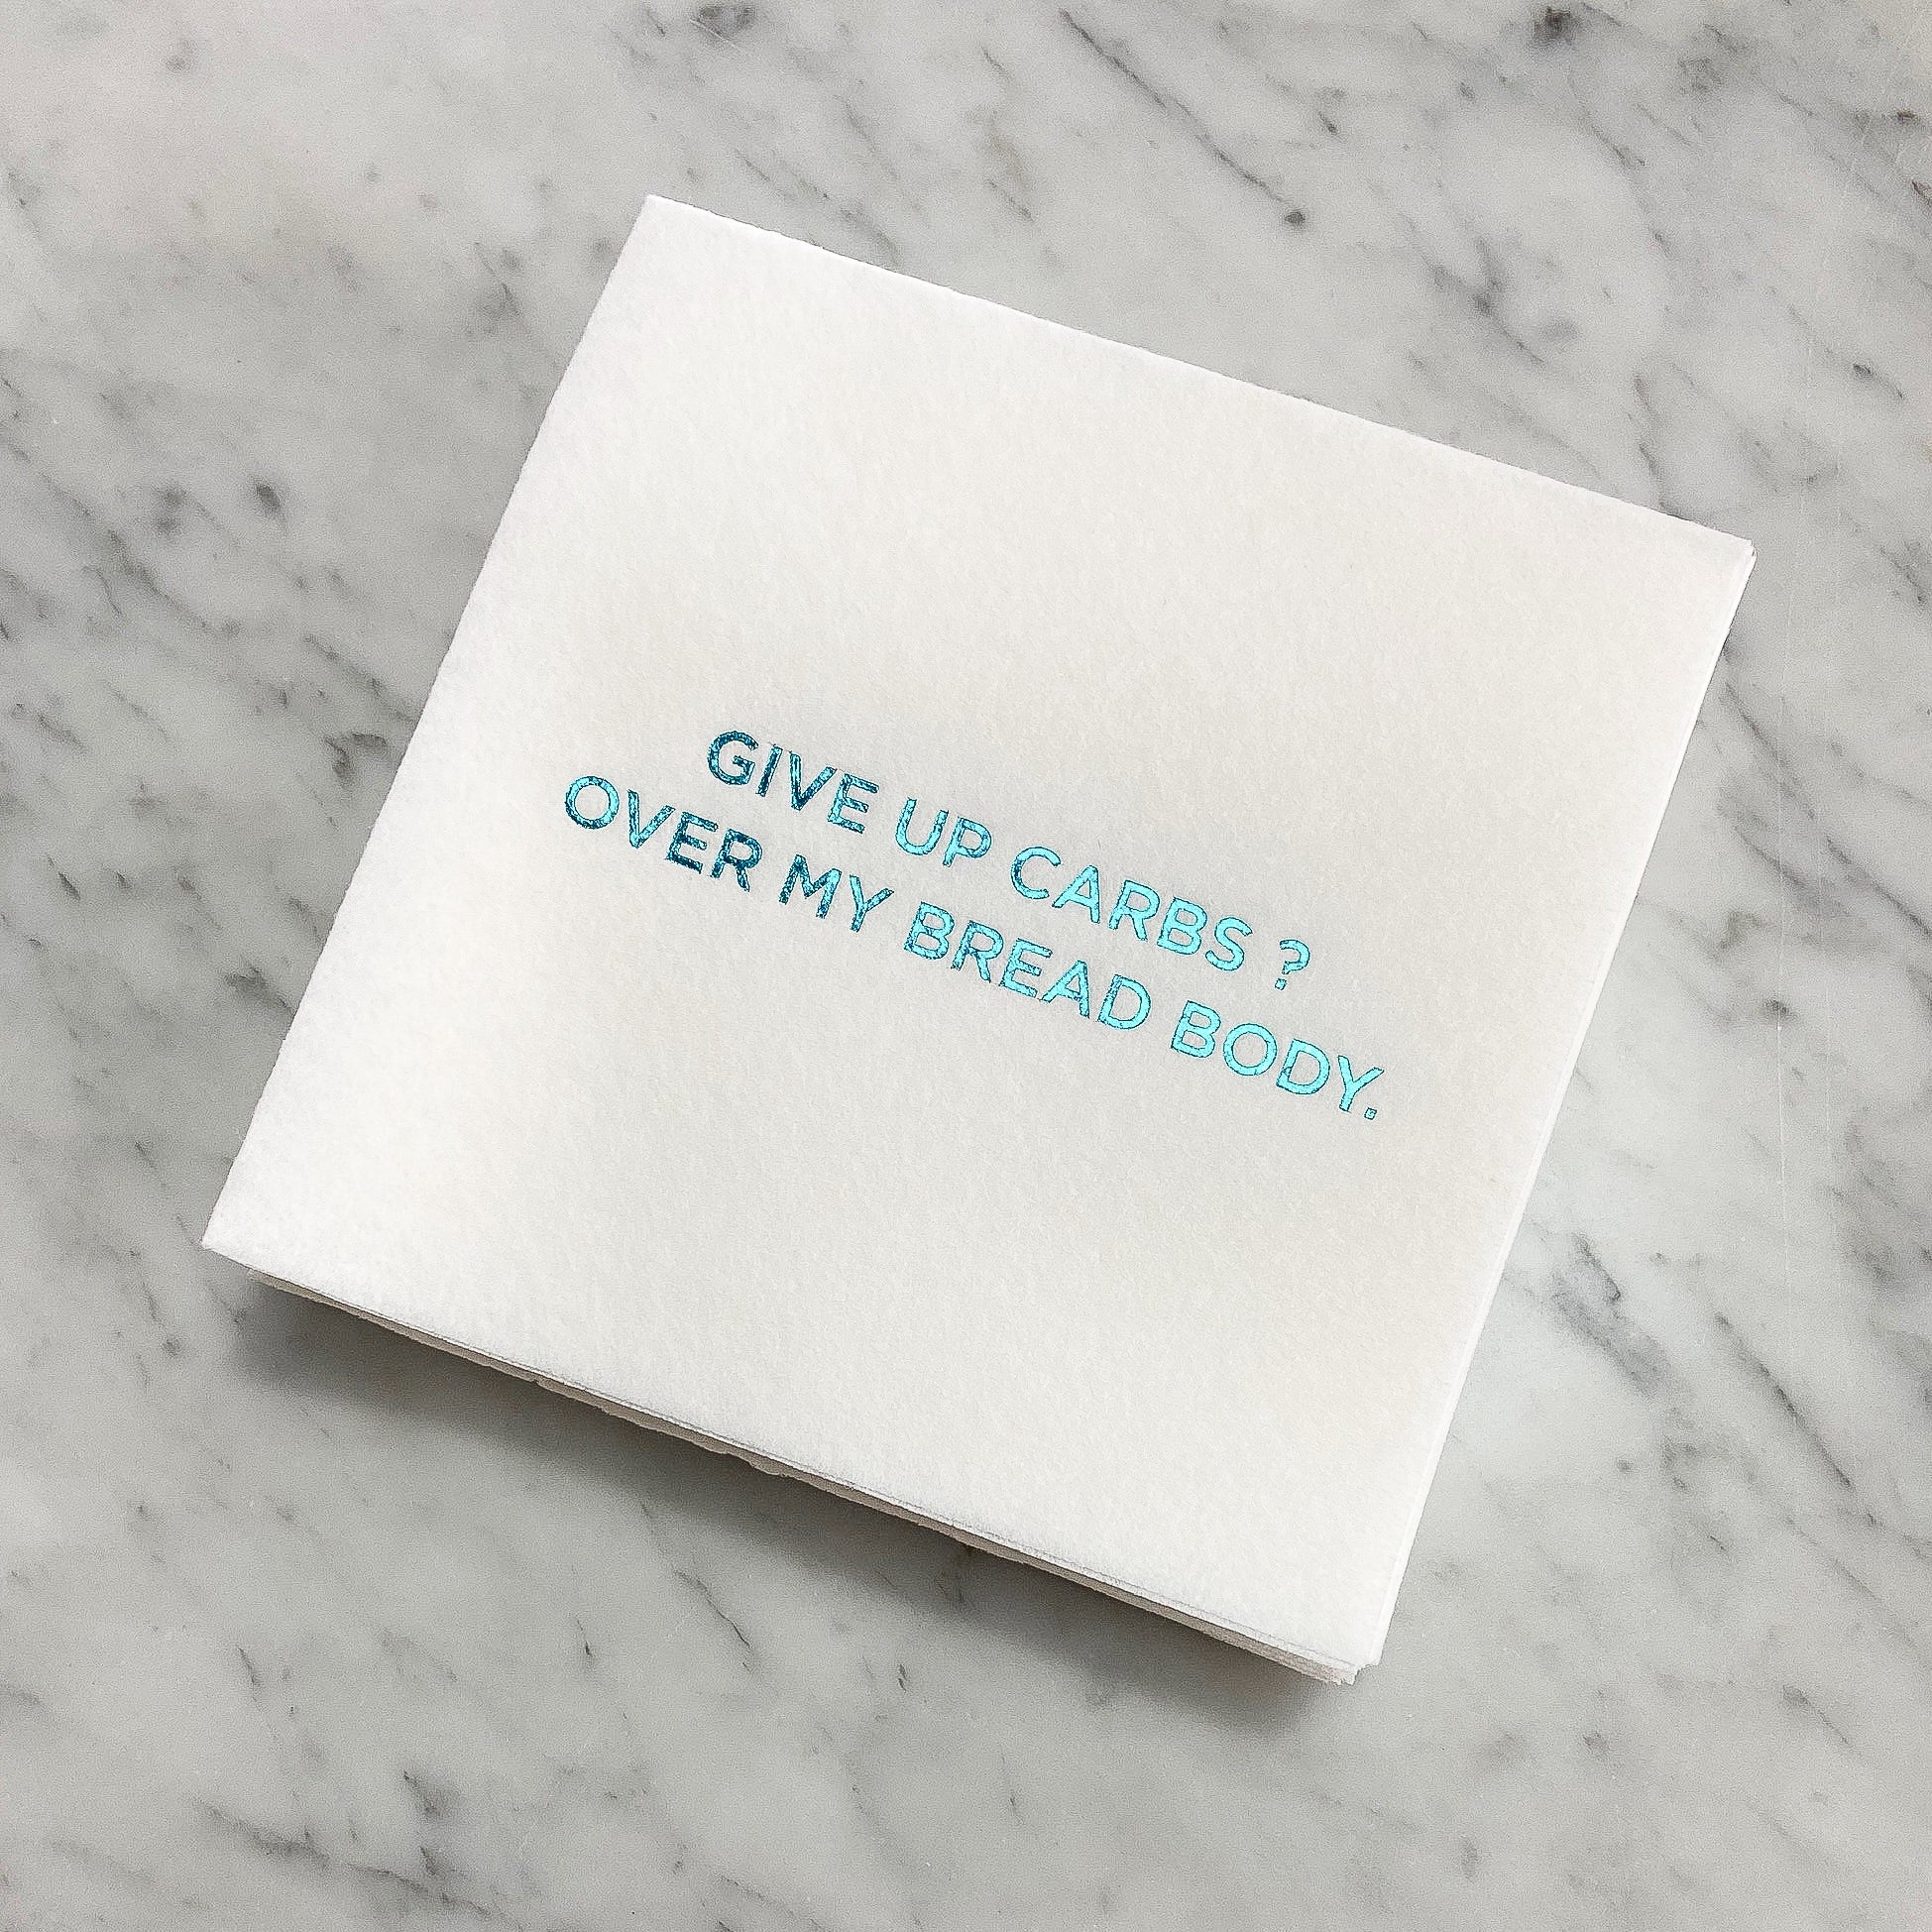 GIVE UP CARBS ?
OVER MY BREAD BODY.